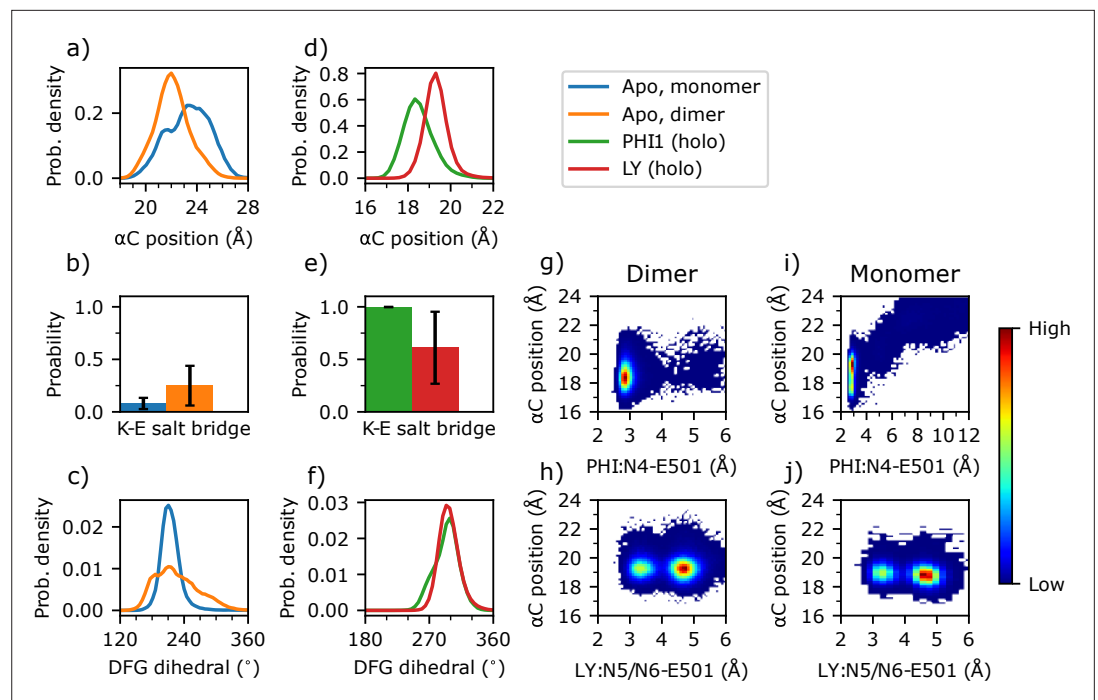 a)
Prob. density
0.2
0.0
20
24
28
αC position (Å)
d)
Prob. density
0.8
0.6
0.4
0.2
0.0
16
18
20
22
αC position (Å)
Apo, monomer
Apo, dimer
PHI1 (holo)
LY (holo)
b)
Proability
1.0
0.5
0.0
K-E salt bridge
e)
Proability
1.0
0.5
0.0
K-E salt bridge
g)
Dimer
αC position (Å)
24
22
20
18
16
2
3
4
5
6
PHI:N4-E501 (Å)
i)
Monomer
αC position (Å)
24
22
20
18
16
2
4
6
8
10
12
PHI:N4-E501 (Å)
High
Low
c)
Prob. density
0.02
0.01
0.00
120
240
360
DFG dihedral (°)
f)
Prob. density
0.03
0.02
0.01
0.00
180
270
360
DFG dihedral (°)
h)
αC position (Å)
24
22
20
18
16
2
3
4
5
6
LY:N5/N6-E501 (Å)
j)
αC position (Å)
24
22
20
18
16
2
3
4
5
6
LY:N5/N6-E501 (Å)